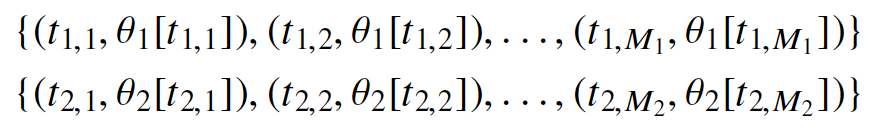 {(t_{1,1}, θ_1[t_{1,1}]), (t_{1,2}, θ_1[t_{1,2}]), . . . , (t_{1,M_1}, θ_1[t_{1,M_1}])}
{(t_{2,1}, θ_2[t_{2,1}]), (t_{2,2}, θ_2[t_{2,2}]), . . . , (t_{2,M_2}, θ_2[t_{2,M_2}])}